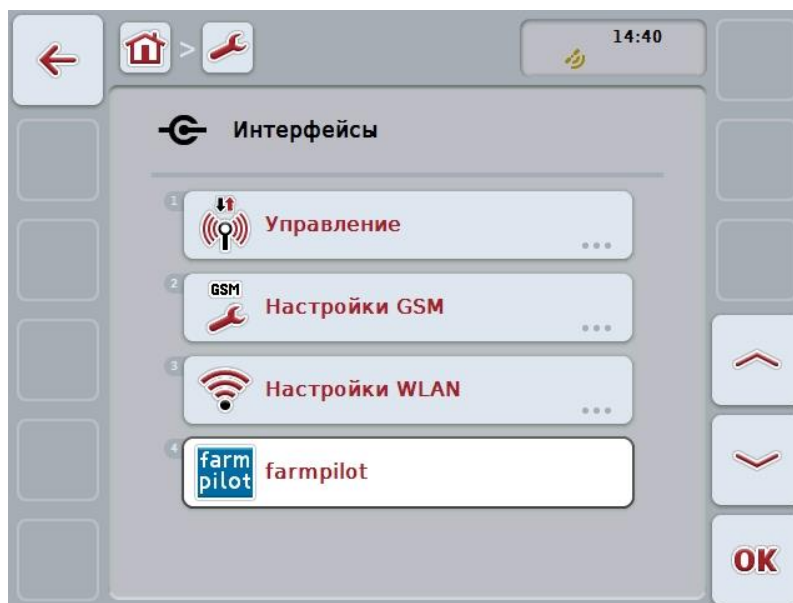 14:40
Интерфейсы
1
Управление
2
GSM
Настройки GSM
3
Настройки WLAN
4
farm
pilot
farmpilot
OK